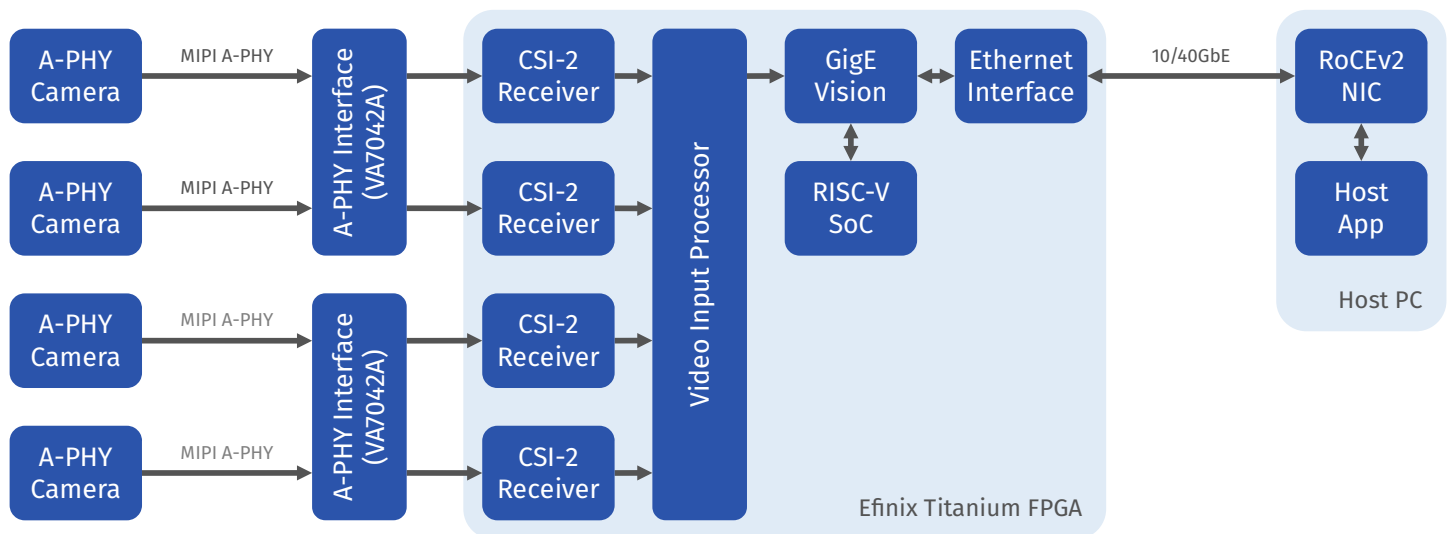 A-PHY
Camera
MIPI A-PHY
A-PHY Interface
(VA7042A)
CSI-2
Receiver
Video Input Processor
GigE
Vision
Ethernet
Interface
10/40GbE
RoCEv2
NIC
A-PHY
Camera
MIPI A-PHY
CSI-2
Receiver
RISC-V
SoC
Host
App
Host PC
A-PHY
Camera
MIPI A-PHY
A-PHY Interface
(VA7042A)
CSI-2
Receiver
A-PHY
Camera
MIPI A-PHY
CSI-2
Receiver
Efinix Titanium FPGA